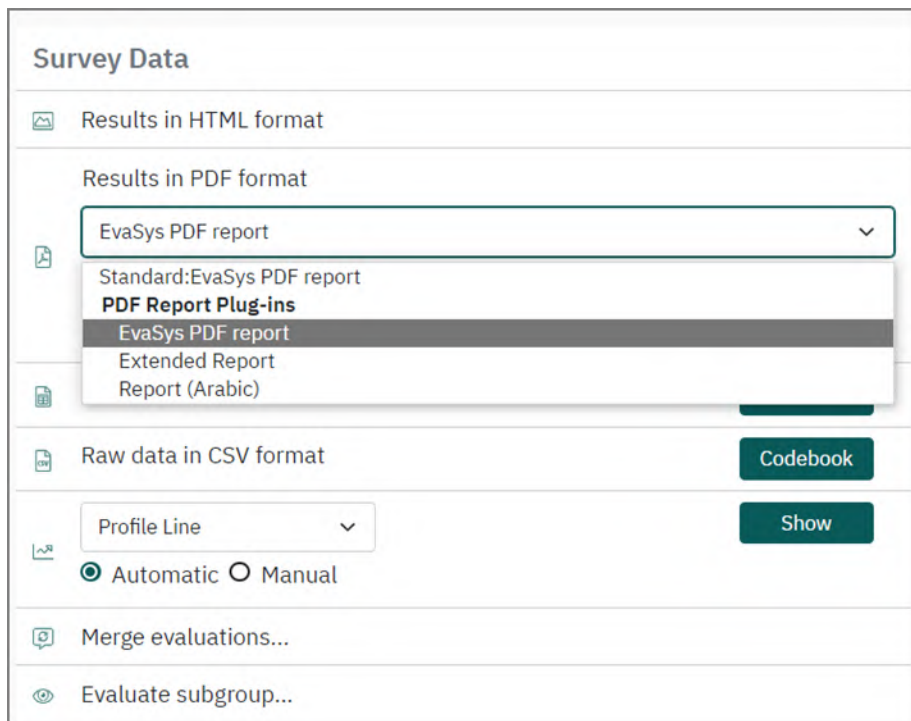 Survey Data
Results in HTML format
Results in PDF format
EvaSys PDF report
Standard:EvaSys PDF report
PDF Report Plug-ins
EvaSys PDF report
Extended Report
Report (Arabic)
Raw data in CSV format
Codebook
Profile Line
Show
Automatic
Manual
Merge evaluations...
Evaluate subgroup...